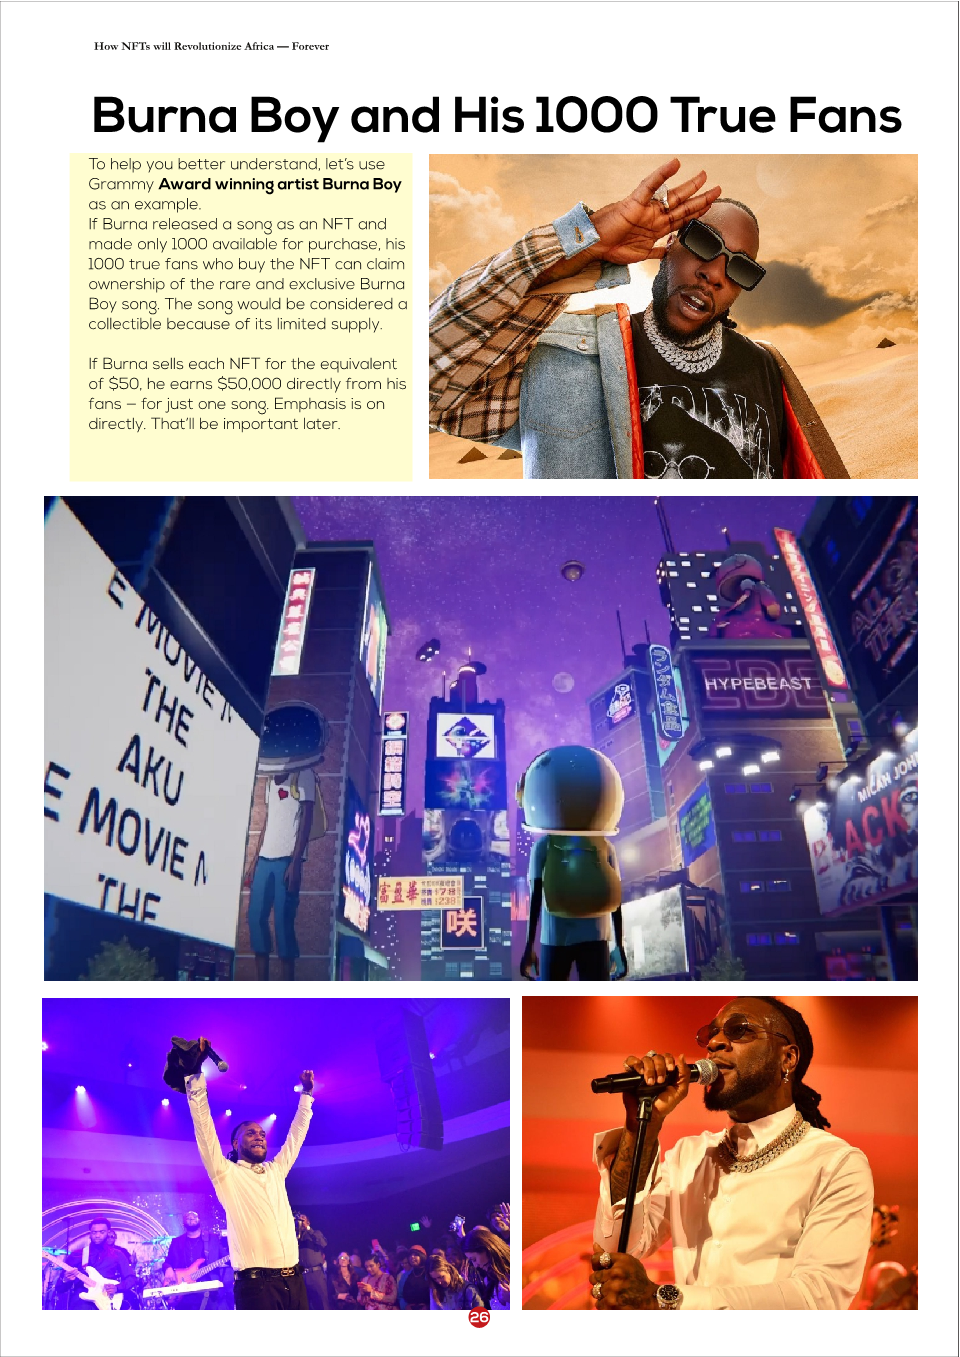 How NFTs will Revolutionize Africa — Forever
Burna Boy and His 1000 True Fans
To help you better understand, let's use
Grammy Award winning artist Burna Boy
as an example.
If Burna released a song as an NFT and
made only 1000 available for purchase, his
1000 true fans who buy the NFT can claim
ownership of the rare and exclusive Burna
Boy song. The song would be considered a
collectible because of its limited supply.
If Burna sells each NFT for the equivalent
of $50, he earns $50,000 directly from his
fans – for just one song. Emphasis is on
directly. That'll be important later.
E MOVIE
THE
AKU
E MOVIE
THE
HYPEBEAST
MICAH JOHN
BLACK
富盈華
178
1239
咲
26